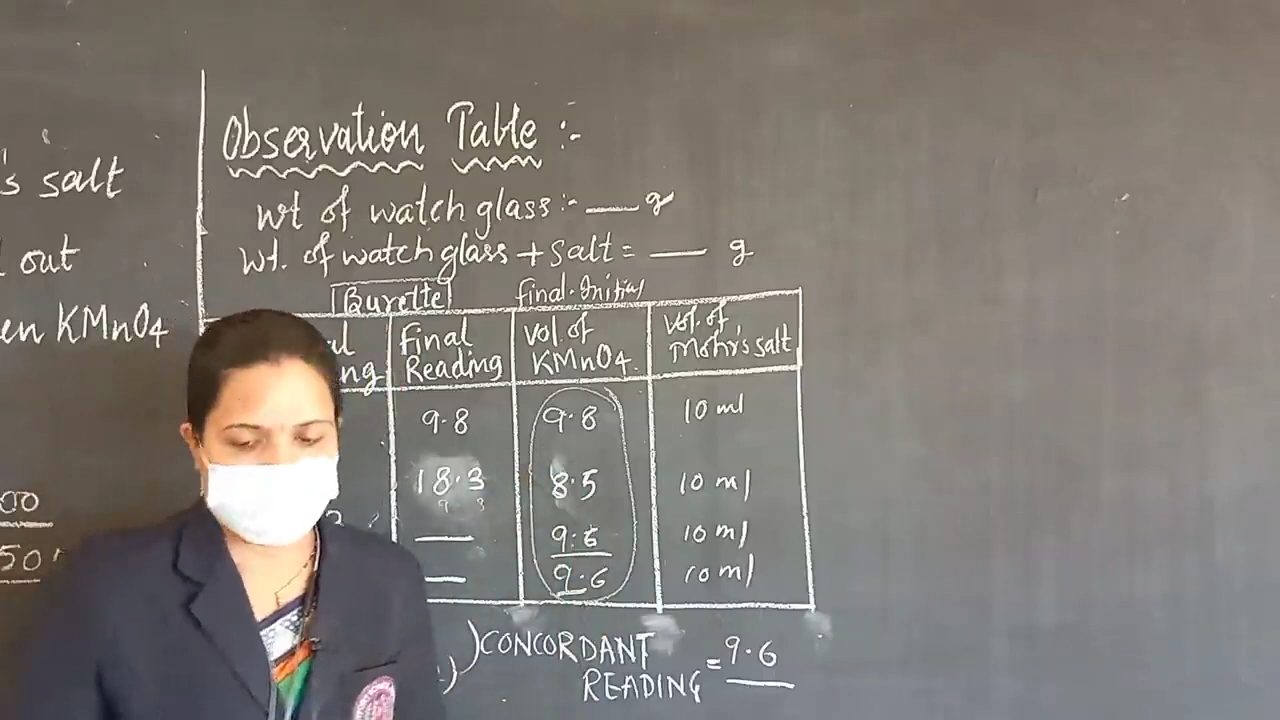 's salt
out
KMnO4
00
50
Observation Table :-
wt of watch glass :- ___ g
wt. of watch glass + salt = ___ g
Burette
final - Initial
Final Reading
Vol. of KMnO4.
Vol. of Mohr's salt
9.8 9.8 10 ml
18.3 8.5 10 ml
9.6 10 ml
9.6 10 ml
CONCORDANT
READING = 9.6